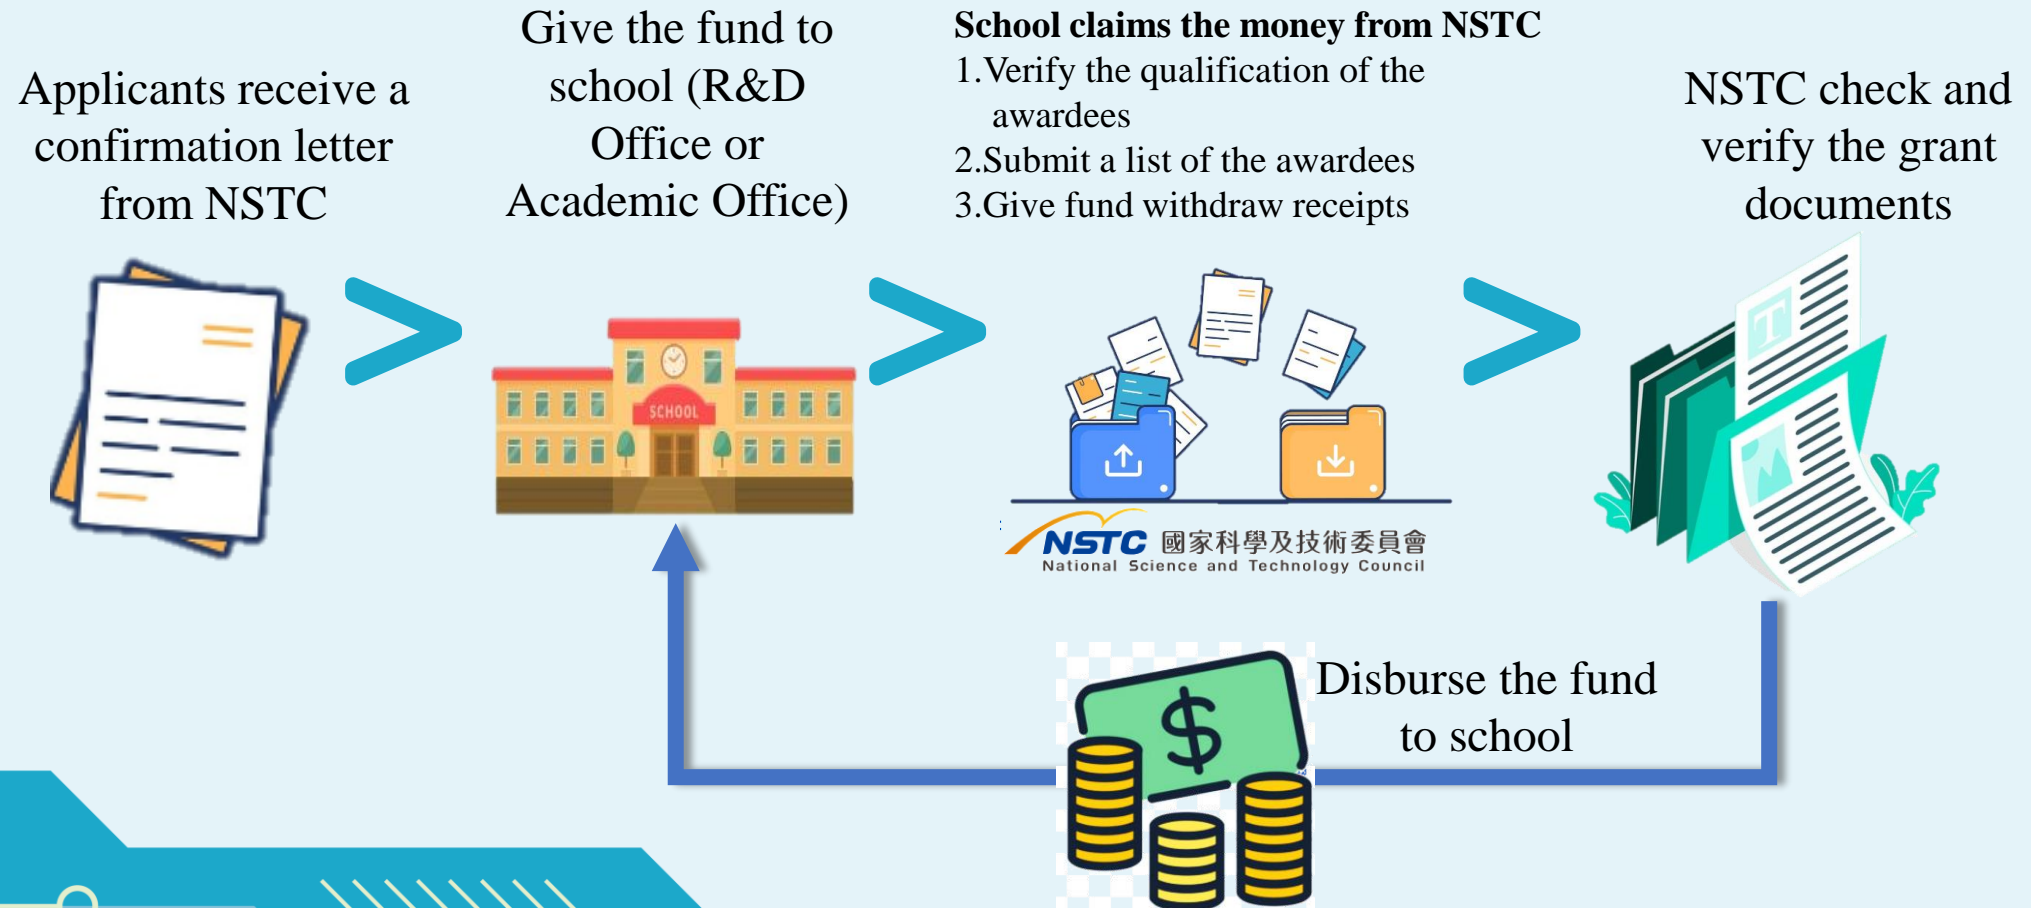 Applicants receive a
confirmation letter
from NSTC
Give the fund to
school (R&D
Office or
Academic Office)
School claims the money from NSTC
1.Verify the qualification of the
awardees
2.Submit a list of the awardees
3.Give fund withdraw receipts
NSTC check and
verify the grant
documents
SCHOOL
T
NSTC 國家科學及技術委員會
National Science and Technology Council
Disburse the fund
to school
$